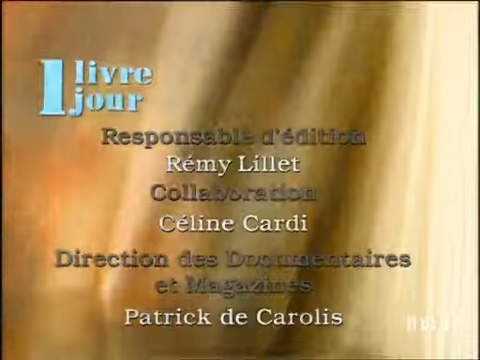 1 livre
jour
Responsable d'édition
Rémy Lillet
Collaboration
Céline Cardi
Direction des Documentaires
et Magazines
Patrick de Carolis